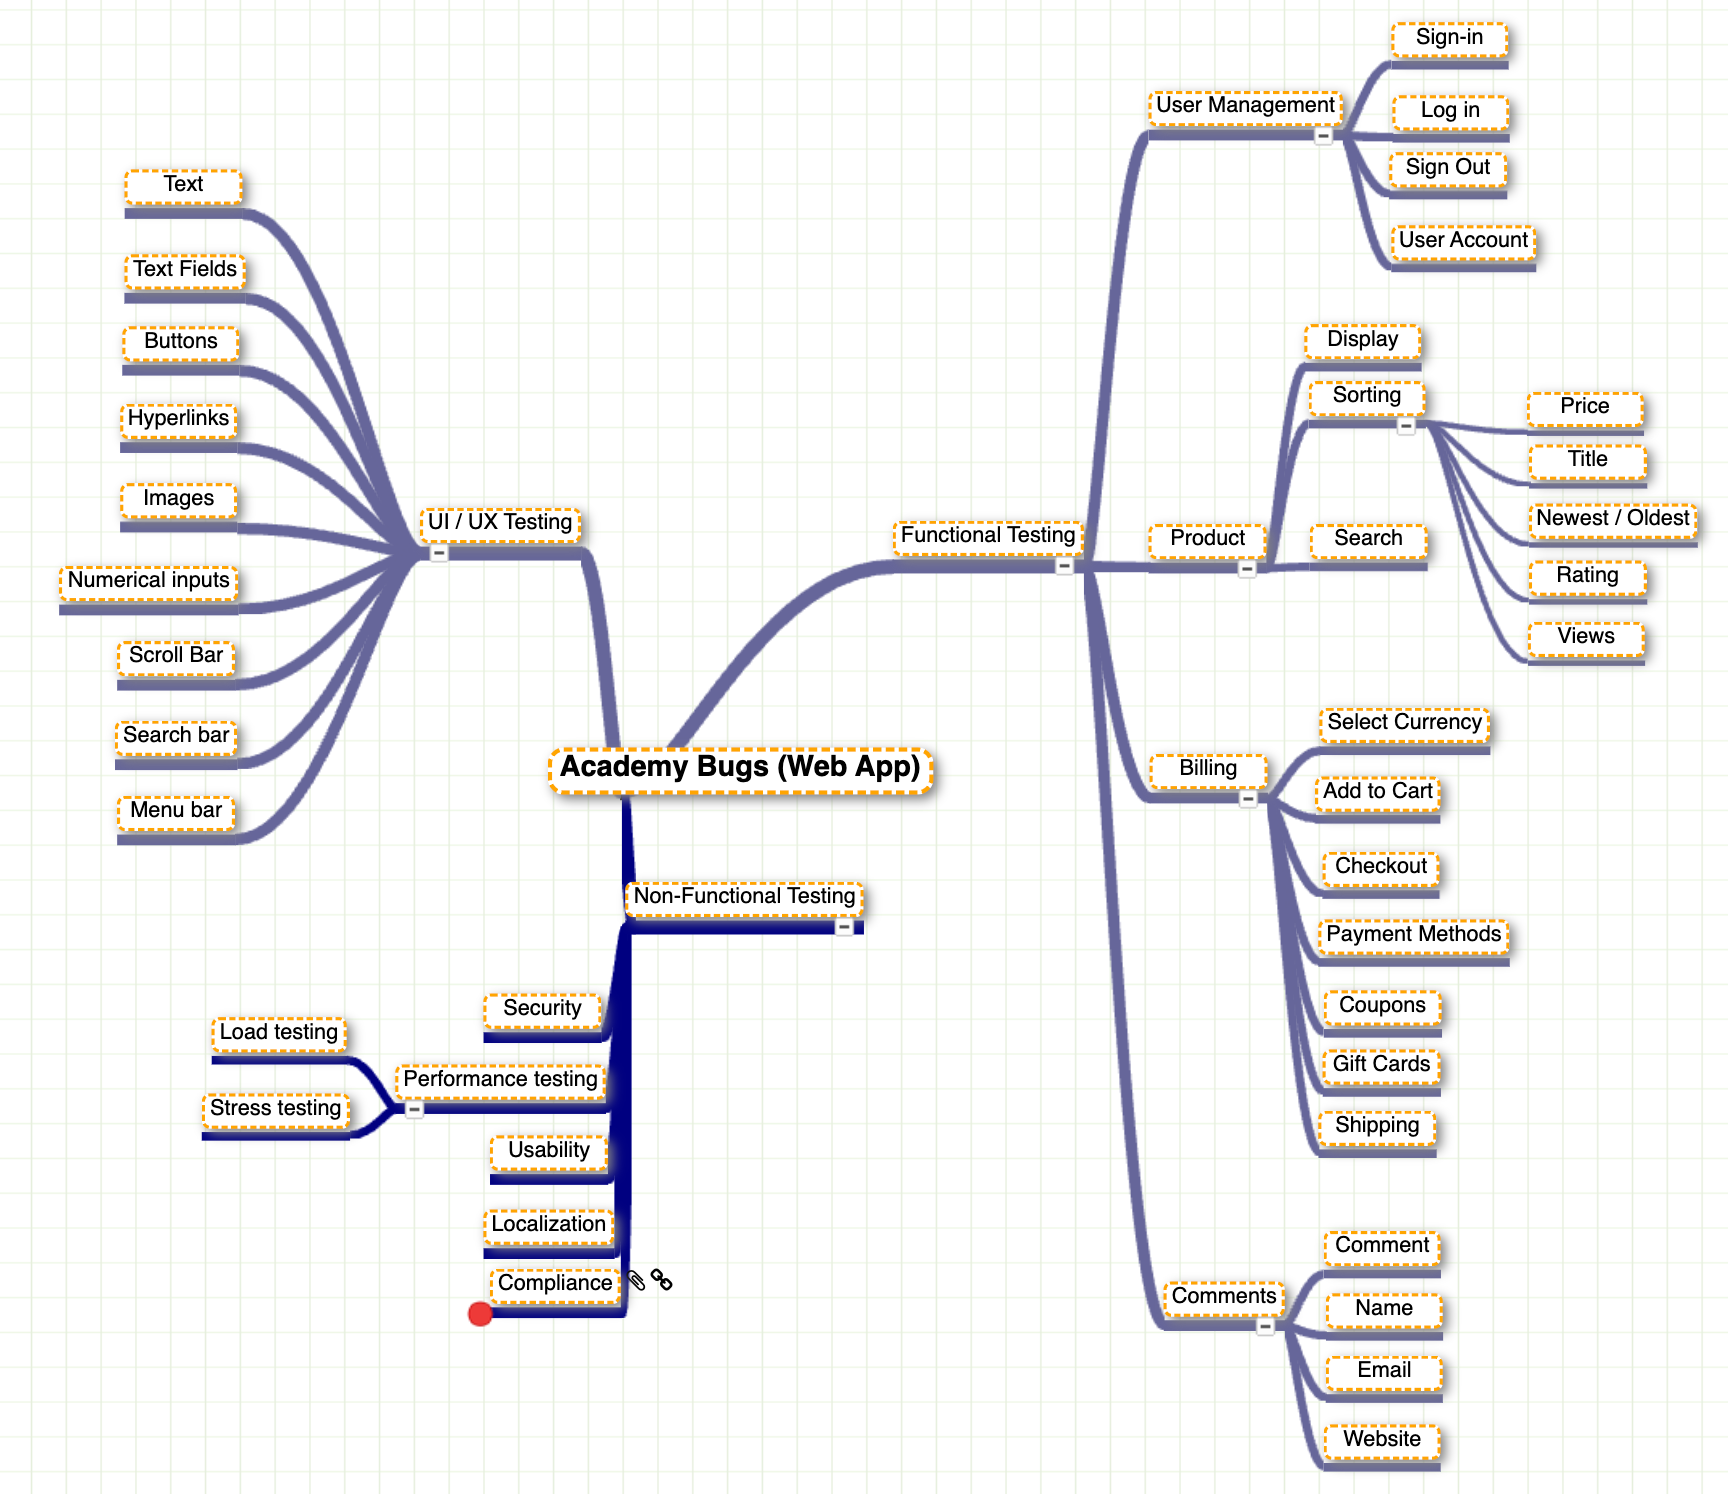 Academy Bugs (Web App)
UI / UX Testing
Text
Text Fields
Buttons
Hyperlinks
Images
Numerical inputs
Scroll Bar
Search bar
Menu bar
Functional Testing
User Management
Sign-in
Log in
Sign Out
User Account
Product
Display
Sorting
Price
Title
Newest / Oldest
Rating
Views
Search
Billing
Select Currency
Add to Cart
Checkout
Payment Methods
Coupons
Gift Cards
Shipping
Comments
Comment
Name
Email
Website
Non-Functional Testing
Security
Performance testing
Load testing
Stress testing
Usability
Localization
Compliance